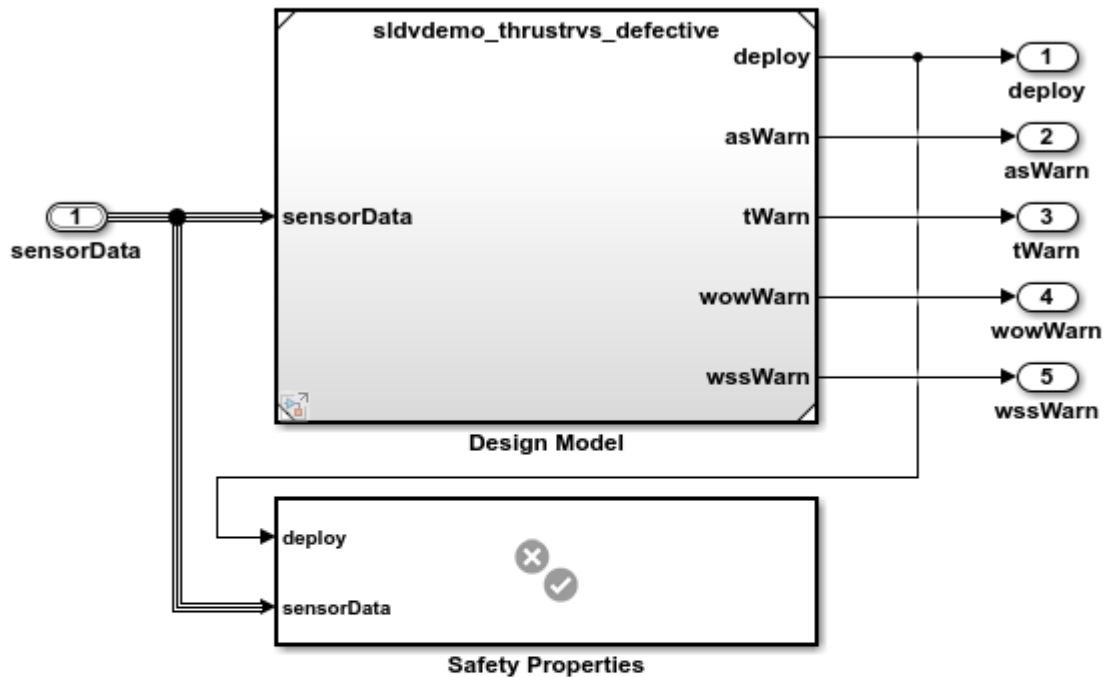 sldvdemo_thrustrvs_defective
deploy
1
deploy
asWarn
2
asWarn
1
sensorData
sensorData
tWarn
3
tWarn
wowWarn
4
wowWarn
wssWarn
5
wssWarn
Design Model
deploy
sensorData
Safety Properties